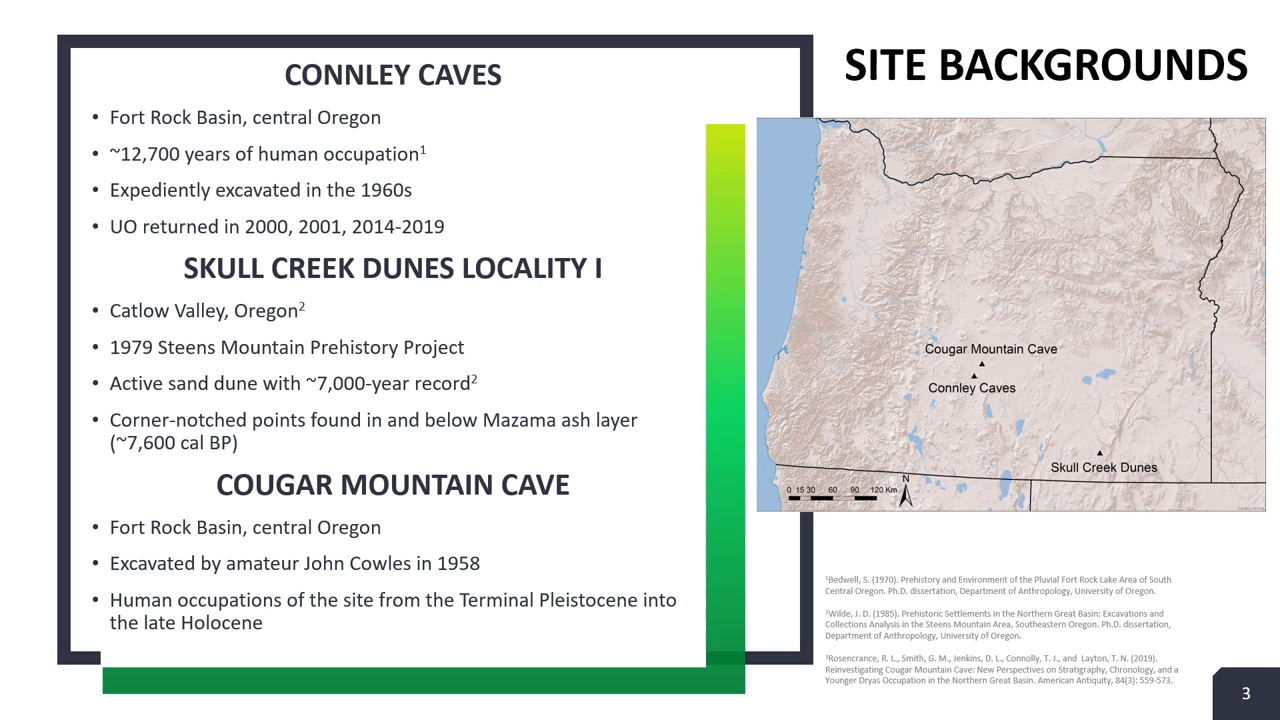 SITE BACKGROUNDS
CONNLEY CAVES
• Fort Rock Basin, central Oregon
• ~12,700 years of human occupation¹
• Expediently excavated in the 1960s
• UO returned in 2000, 2001, 2014-2019
SKULL CREEK DUNES LOCALITY I
• Catlow Valley, Oregon²
• 1979 Steens Mountain Prehistory Project
• Active sand dune with ~7,000-year record²
• Corner-notched points found in and below Mazama ash layer
(~7,600 cal BP)
COUGAR MOUNTAIN CAVE
• Fort Rock Basin, central Oregon
• Excavated by amateur John Cowles in 1958
• Human occupations of the site from the Terminal Pleistocene into
the late Holocene
Cougar Mountain Cave
Connley Caves
Skull Creek Dunes
0 15 30 60 90 120 Km
N
¹Bedwell, S. (1970). Prehistory and Environment of the Pluvial Fort Rock Lake Area of South
Central Oregon. Ph.D. dissertation, Department of Anthropology, University of Oregon.
²Wilde, J. D. (1985). Prehistoric Settlements in the Northern Great Basin: Excavations and
Collections Analysis in the Steens Mountain Area, Southeastern Oregon. Ph.D. dissertation,
Department of Anthropology, University of Oregon.
³Rosencrance, R. L., Smith, G. M., Jenkins, D. L., Connolly, T. J., and Layton, T. N. (2019).
Reinvestigating Cougar Mountain Cave: New Perspectives on Stratigraphy, Chronology, and a
Younger Dryas Occupation in the Northern Great Basin. American Antiquity, 84(3): 559-573.
3